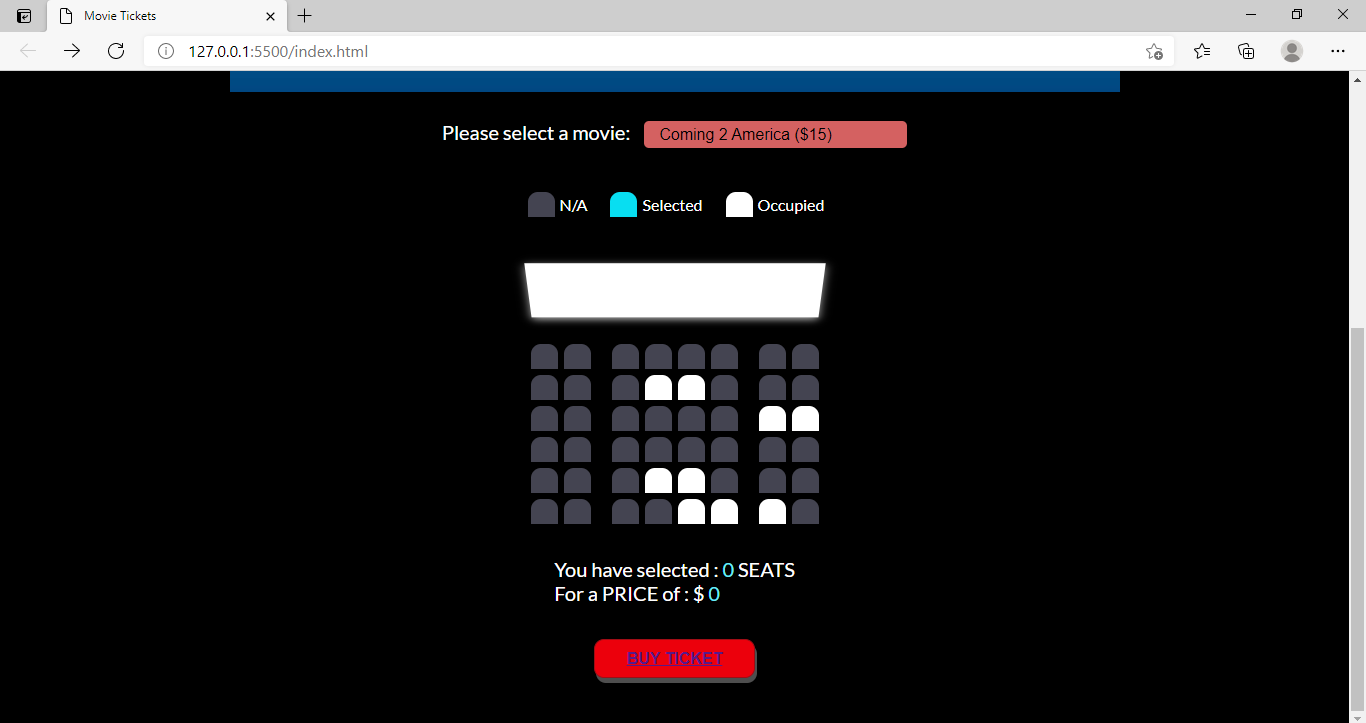 Movie Tickets
127.0.0.1:5500/index.html
Please select a movie: Coming 2 America ($15)
N/A Selected Occupied
You have selected : 0 SEATS
For a PRICE of : $ 0
BUY TICKET